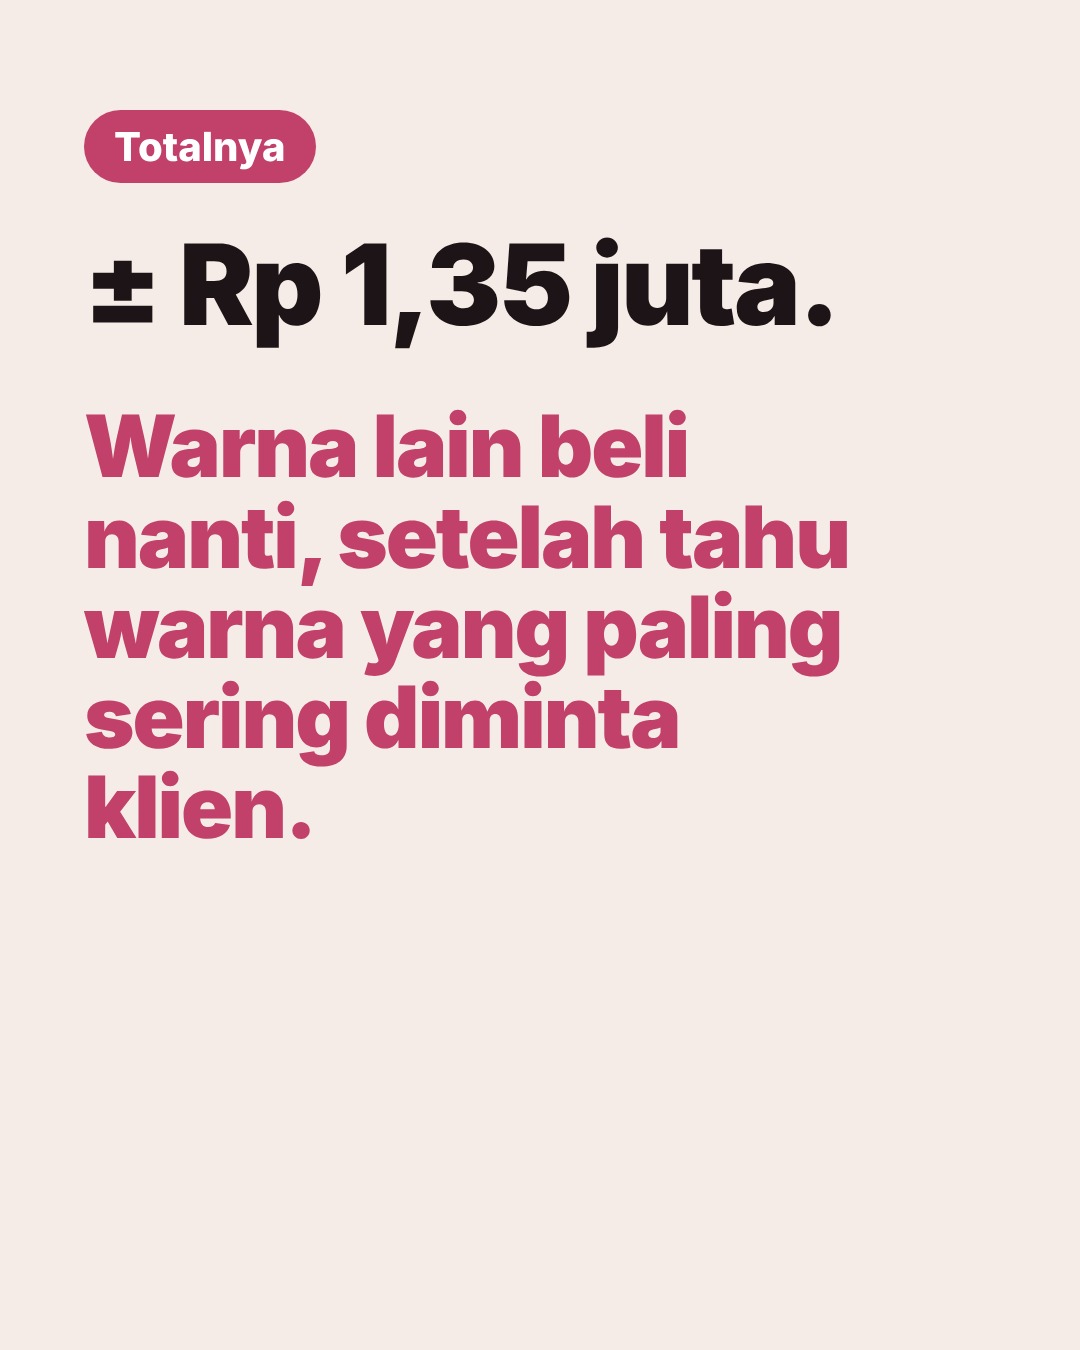 Totalnya
± Rp 1,35 juta.
Warna lain beli
nanti, setelah tahu
warna yang paling
sering diminta
klien.